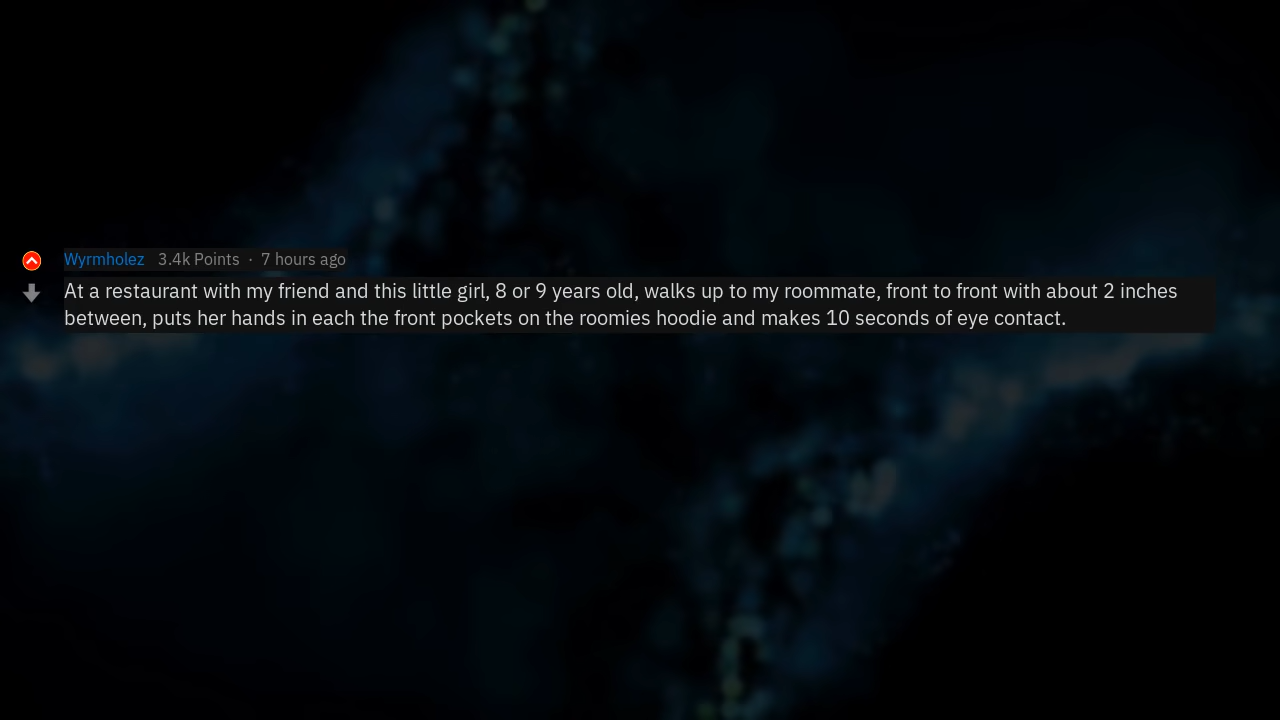 Wyrmholez 3.4k Points · 7 hours ago
At a restaurant with my friend and this little girl, 8 or 9 years old, walks up to my roommate, front to front with about 2 inches
between, puts her hands in each the front pockets on the roomies hoodie and makes 10 seconds of eye contact.